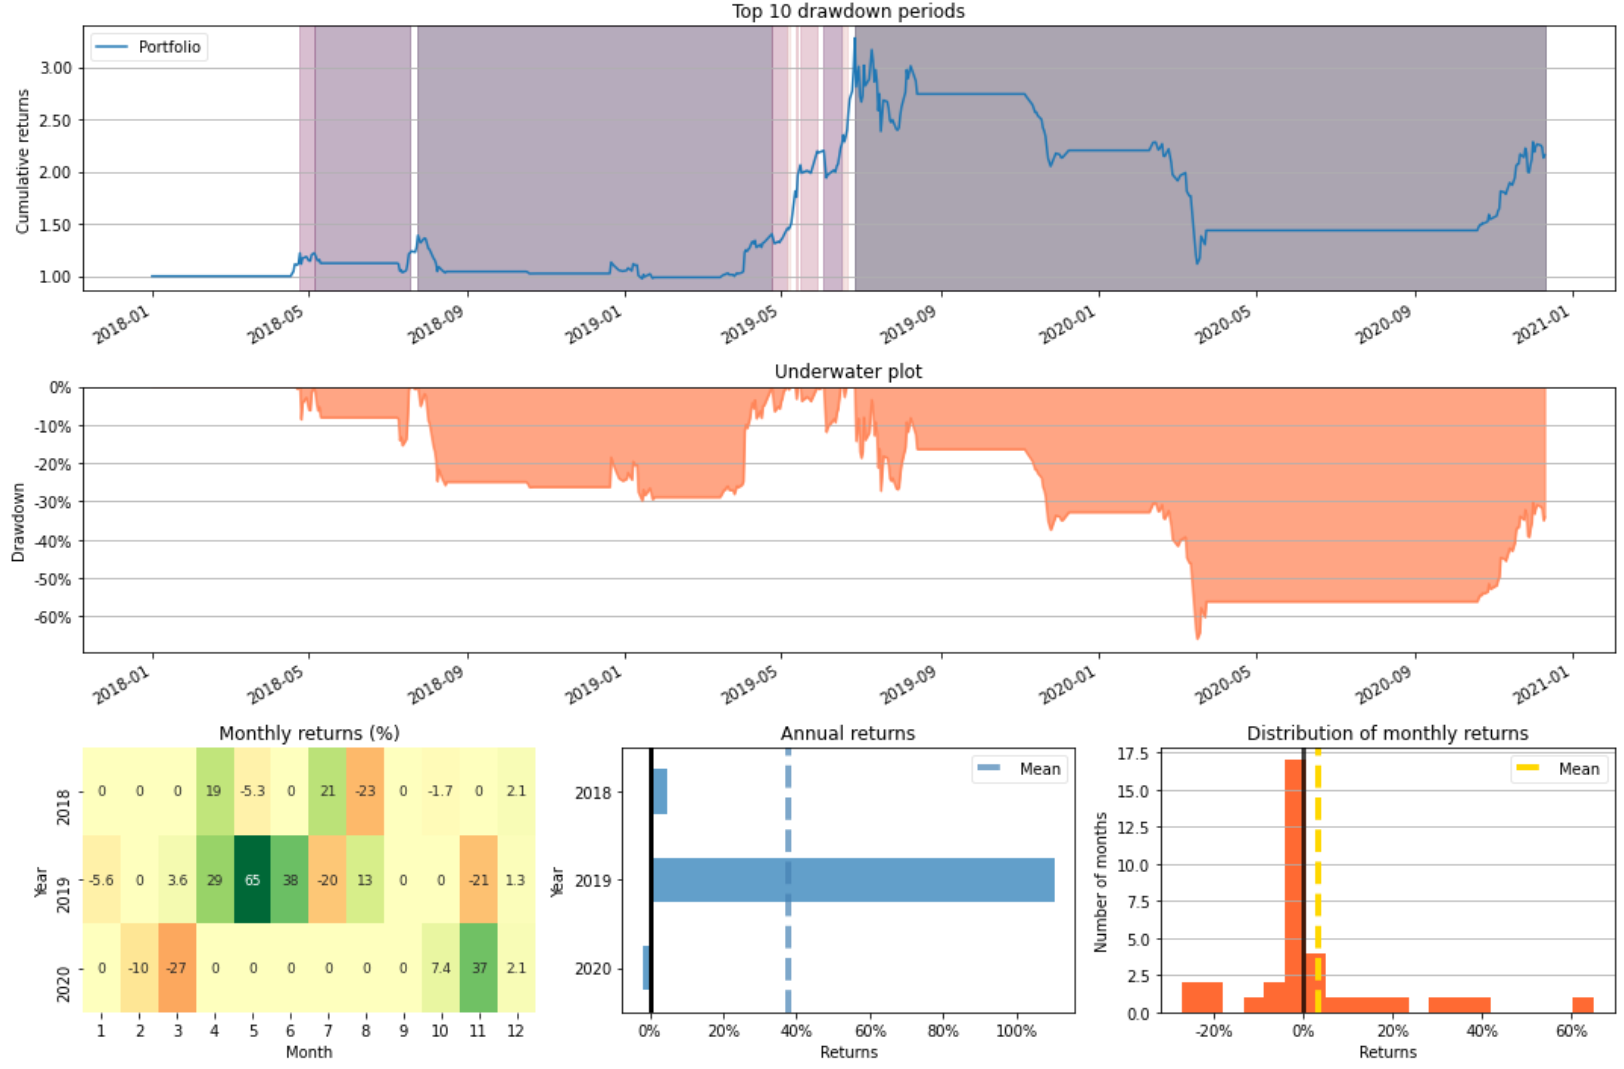 Top 10 drawdown periods
Portfolio
Cumulative returns
3.00
2.50
2.00
1.50
1.00
2018-01 2018-05 2018-09 2019-01 2019-05 2019-09 2020-01 2020-05 2020-09 2021-01
Underwater plot
Drawdown
0%
-10%
-20%
-30%
-40%
-50%
-60%
2018-01 2018-05 2018-09 2019-01 2019-05 2019-09 2020-01 2020-05 2020-09 2021-01
Monthly returns (%)
Year
2018 0 0 0 19 -5.3 0 21 -23 0 -1.7 0 2.1
2019 -5.6 0 3.6 29 65 38 -20 13 0 0 -21 1.3
2020 0 -10 -27 0 0 0 0 0 0 7.4 37 2.1
1 2 3 4 5 6 7 8 9 10 11 12
Month
Annual returns
Mean
Year
2018
2019
2020
0% 20% 40% 60% 80% 100%
Returns
Distribution of monthly returns
Mean
Number of months
17.5
15.0
12.5
10.0
7.5
5.0
2.5
0.0
-20% 0% 20% 40% 60%
Returns